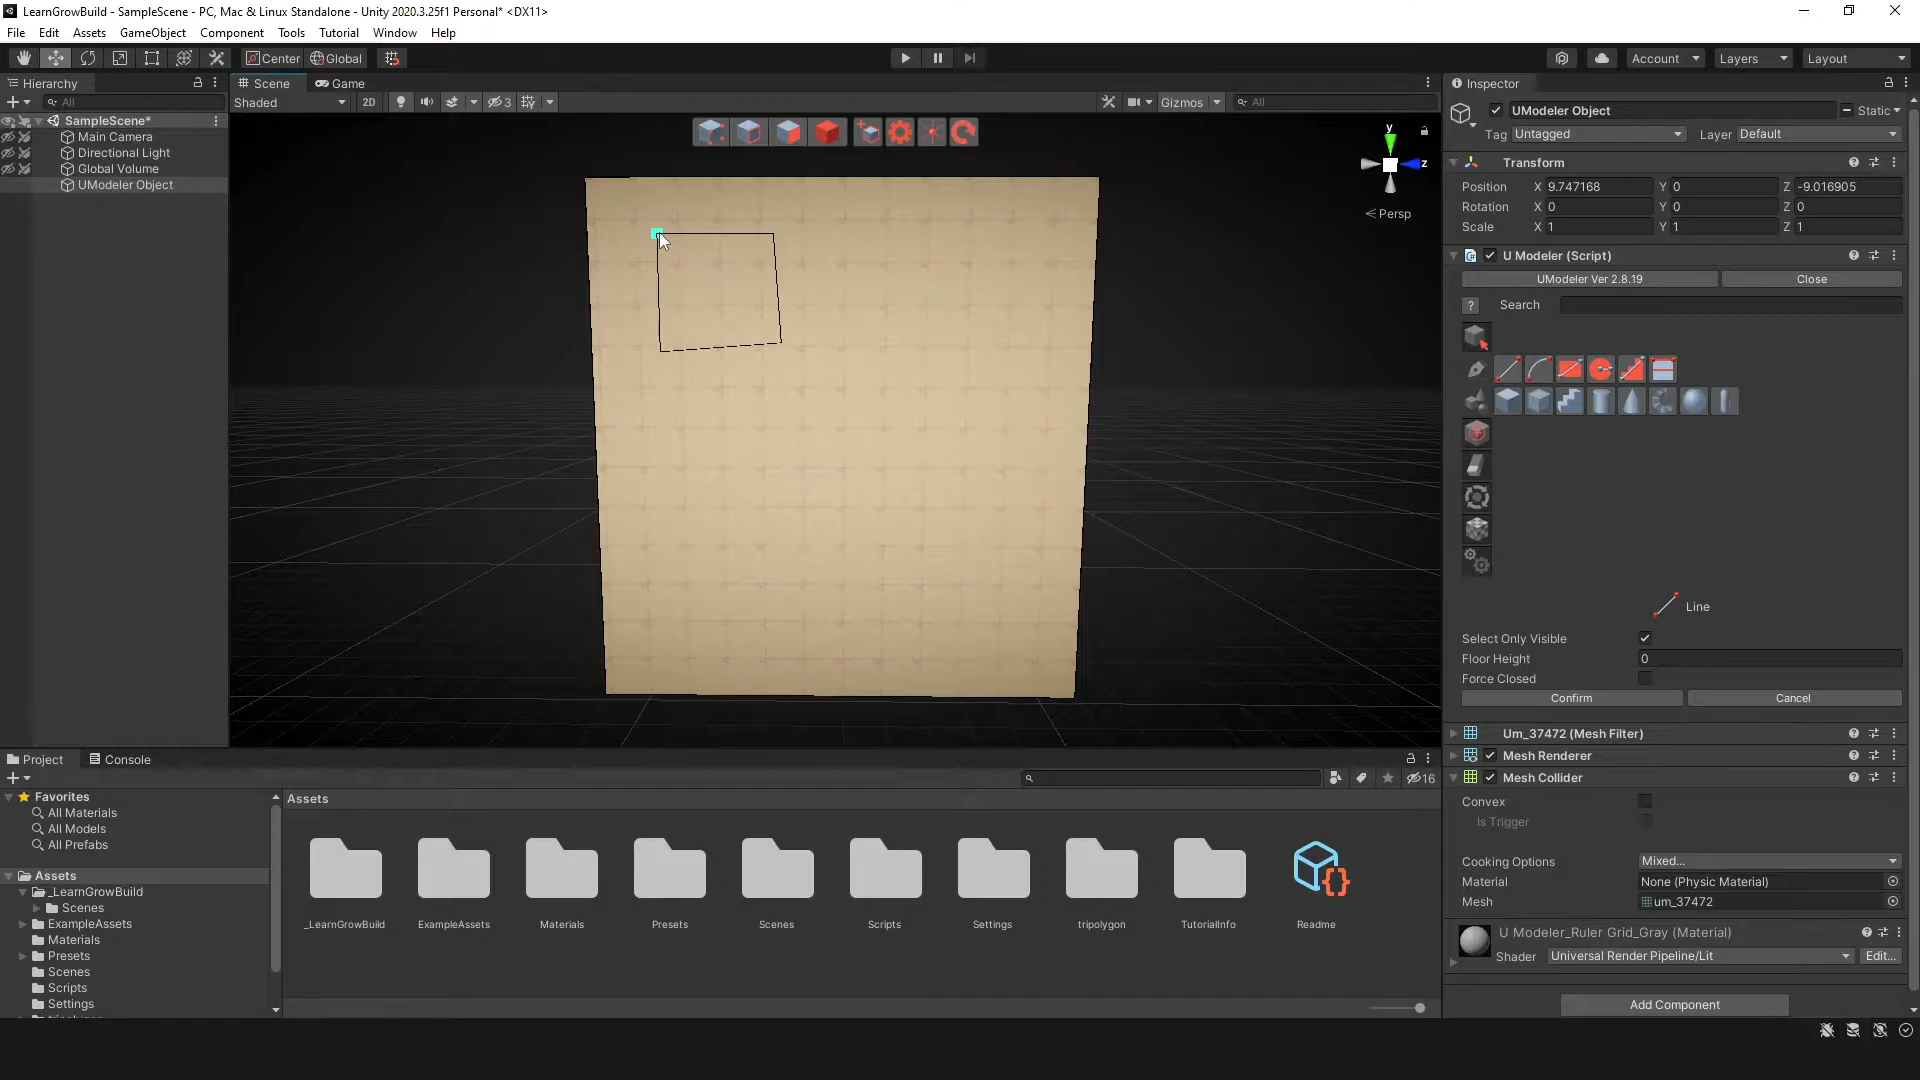 LearnGrowBuild - SampleScene - PC, Mac & Linux Standalone - Unity 2020.3.25f1 Personal* <DX11>
File Edit Assets GameObject Component Tools Tutorial Window Help
Center Global Account Layers Layout
Hierarchy
All
SampleScene*
Main Camera
Directional Light
Global Volume
UModeler Object
Scene Game
Shaded 2D 3 Gizmos All
y
z
Persp
Inspector
UModeler Object Static
Tag Untagged Layer Default
Transform
Position X 9.747168 Y 0 Z -9.016905
Rotation X 0 Y 0 Z 0
Scale X 1 Y 1 Z 1
U Modeler (Script)
UModeler Ver 2.8.19 Close
? Search
Line
Select Only Visible
Floor Height 0
Force Closed
Confirm Cancel
Um_37472 (Mesh Filter)
Mesh Renderer
Mesh Collider
Convex
Is Trigger
Cooking Options Mixed...
Material None (Physic Material)
Mesh um_37472
U Modeler_Ruler Grid_Gray (Material)
Shader Universal Render Pipeline/Lit Edit...
Add Component
Project Console
16
Favorites
All Materials
All Models
All Prefabs
Assets
_LearnGrowBuild
Scenes
ExampleAssets
Materials
Presets
Scenes
Scripts
Settings
Assets
_LearnGrowBuild ExampleAssets Materials Presets Scenes Scripts Settings tripolygon TutorialInfo Readme